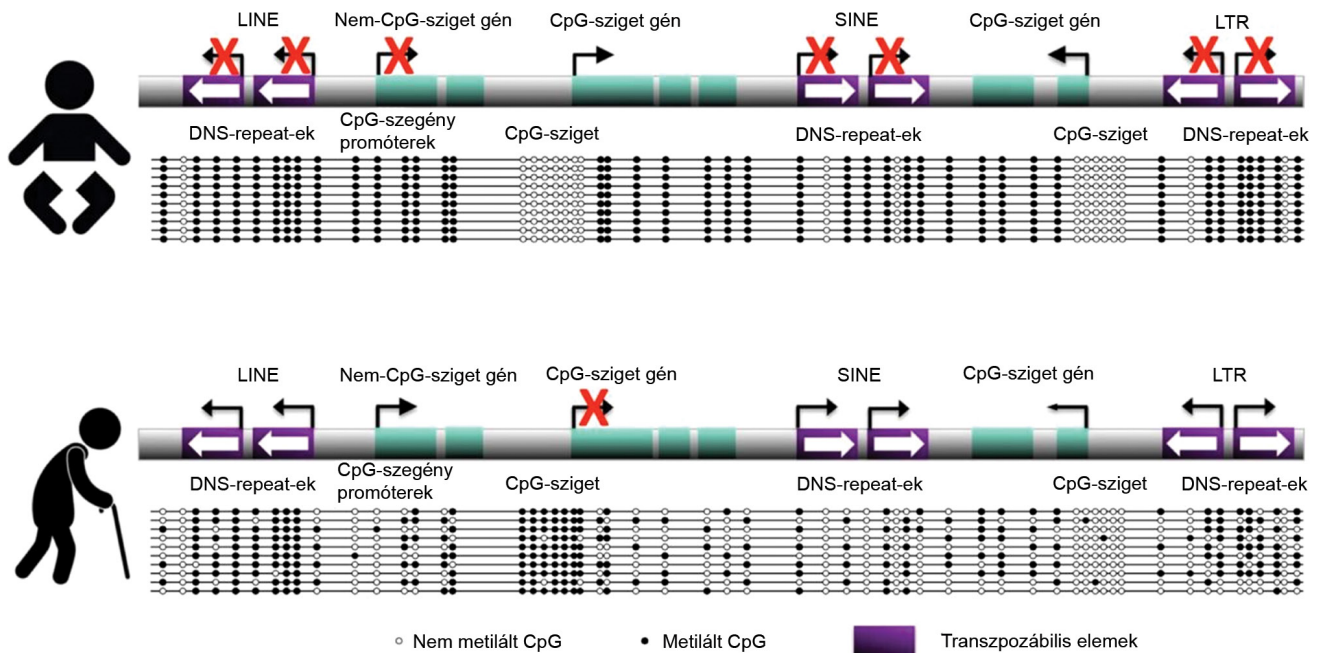 LINE
Nem-CpG-sziget gén
CpG-sziget gén
SINE
CpG-sziget gén
LTR
DNS-repeat-ek
CpG-szegény
promóterek
CpG-sziget
DNS-repeat-ek
CpG-sziget
DNS-repeat-ek
LINE
Nem-CpG-sziget gén
CpG-sziget gén
SINE
CpG-sziget gén
LTR
DNS-repeat-ek
CpG-szegény
promóterek
CpG-sziget
DNS-repeat-ek
CpG-sziget
DNS-repeat-ek
Nem metilált CpG
Metilált CpG
Transzpozábilis elemek